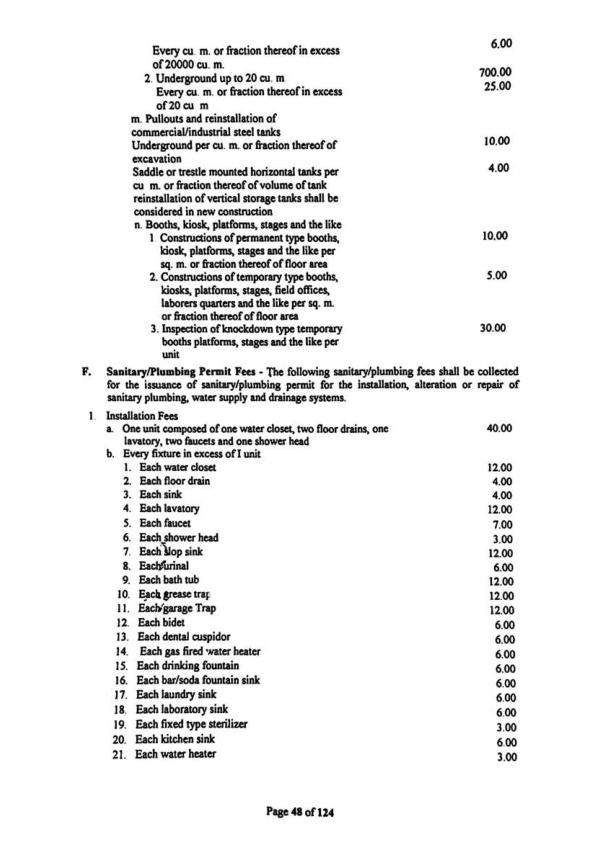 Every cu. m. or fraction thereof in excess 6.00
of 20000 cu. m.
2. Underground up to 20 cu. m 700.00
Every cu. m. or fraction thereof in excess 25.00
of 20 cu m
m. Pullouts and reinstallation of
commercial/industrial steel tanks
Underground per cu. m. or fraction thereof of 10.00
excavation
Saddle or trestle mounted horizontal tanks per 4.00
cu m. or fraction thereof of volume of tank
reinstallation of vertical storage tanks shall be
considered in new construction
n. Booths, kiosk, platforms, stages and the like
1. Constructions of permanent type booths, 10.00
kiosk, platforms, stages and the like per
sq. m. or fraction thereof of floor area
2. Constructions of temporary type booths, 5.00
kiosks, platforms, stages, field offices,
laborers quarters and the like per sq. m.
or fraction thereof of floor area
3. Inspection of knockdown type temporary 30.00
booths platforms, stages and the like per
unit
F. Sanitary/Plumbing Permit Fees - The following sanitary/plumbing fees shall be collected
for the issuance of sanitary/plumbing permit for the installation, alteration or repair of
sanitary plumbing, water supply and drainage systems.
1. Installation Fees
a. One unit composed of one water closet, two floor drains, one 40.00
lavatory, two faucets and one shower head
b. Every fixture in excess of I unit
1. Each water closet 12.00
2. Each floor drain 4.00
3. Each sink 4.00
4. Each lavatory 12.00
5. Each faucet 7.00
6. Each shower head 3.00
7. Each slop sink 12.00
8. Each urinal 6.00
9. Each bath tub 12.00
10. Each grease trap 12.00
11. Each garage Trap 12.00
12. Each bidet 6.00
13. Each dental cuspidor 6.00
14. Each gas fired water heater 6.00
15. Each drinking fountain 6.00
16. Each bar/soda fountain sink 6.00
17. Each laundry sink 6.00
18. Each laboratory sink 6.00
19. Each fixed type sterilizer 3.00
20. Each kitchen sink 6.00
21. Each water heater 3.00
Page 48 of 124